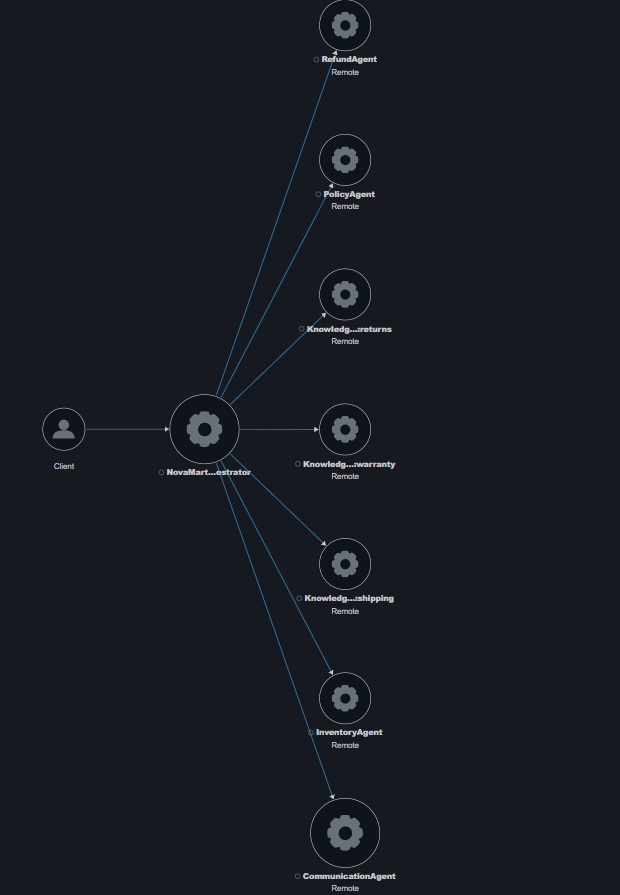 RefundAgent
Remote
PolicyAgent
Remote
Knowledg...:returns
Remote
Client
NovaMart...estrator
Knowledg...:warranty
Remote
Knowledg...:shipping
Remote
InventoryAgent
Remote
CommunicationAgent
Remote